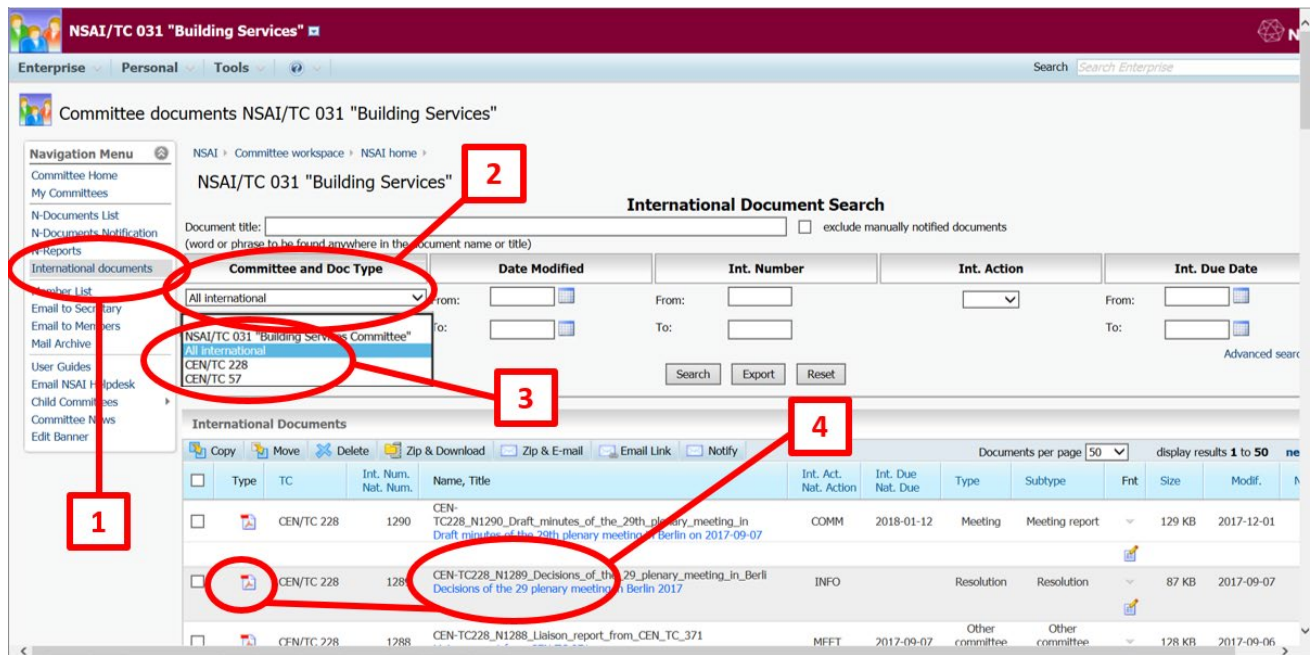 NSAI/TC 031 "Building Services"
N
Enterprise Personal Tools Search Search Enterprise
Committee documents NSAI/TC 031 "Building Services"
Navigation Menu
Committee Home
My Committees
N-Documents List
N-Documents Notification
N-Reports
International documents
Member List
Email to Secretary
Email to Members
Mail Archive
User Guides
Email NSAI Helpdesk
Child Committees
Committee News
Edit Banner
NSAI Committee workspace NSAI home
NSAI/TC 031 "Building Services"
2
International Document Search
Document title: exclude manually notified documents
(word or phrase to be found anywhere in the document name or title)
Committee and Doc Type Date Modified Int. Number Int. Action Int. Due Date
All international From: From: From:
NSAI/TC 031 "Building Services Committee" To: To: To:
All international
CEN/TC 228
CEN/TC 57
Advanced searc
Search Export Reset
3
4
1
International Documents
Copy Move Delete Zip & Download Zip & E-mail Email Link Notify Documents per page 50 display results 1 to 50 ne
Type TC Int. Num. Nat. Num. Name, Title Int. Act. Nat. Action Int. Due Nat. Due Type Subtype Fnt Size Modif. N
CEN/TC 228 1290 CEN-
TC228_N1290_Draft_minutes_of_the_29th_plenary_meeting_in COMM 2018-01-12 Meeting Meeting report 129 KB 2017-12-01
Draft minutes of the 29th plenary meeting in Berlin on 2017-09-07
CEN/TC 228 1289 CEN-TC228_N1289_Decisions_of_the_29_plenary_meeting_in_Berli INFO Resolution Resolution 87 KB 2017-09-07
Decisions of the 29 plenary meeting in Berlin 2017
CEN/TC 228 1288 CEN-TC228_N1288_Liaison_report_from_CEN_TC_371 MEET 2017-09-07 Other committee Other committee 128 KB 2017-09-06